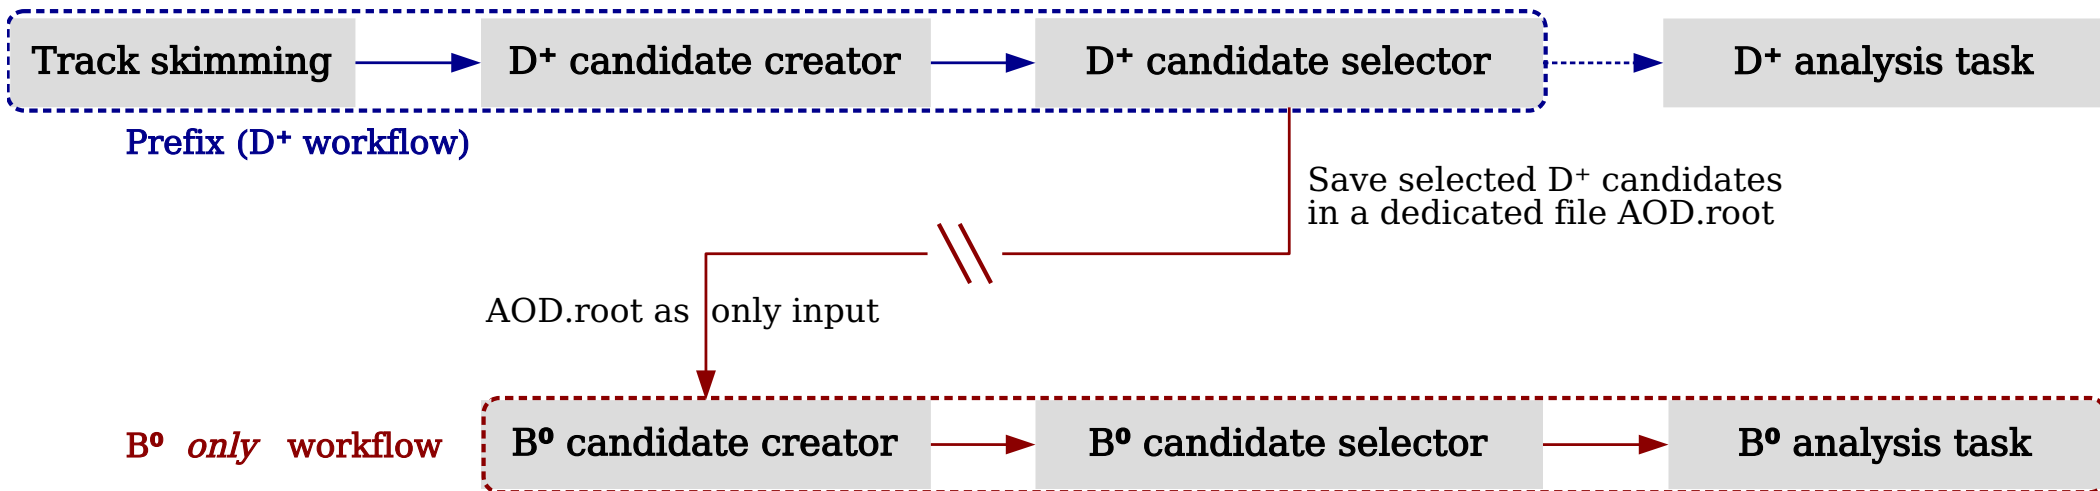 Track skimming
D⁺ candidate creator
D⁺ candidate selector
D⁺ analysis task
Prefix (D⁺ workflow)
Save selected D⁺ candidates
in a dedicated file AOD.root
AOD.root as only input
B⁰ only workflow
B⁰ candidate creator
B⁰ candidate selector
B⁰ analysis task